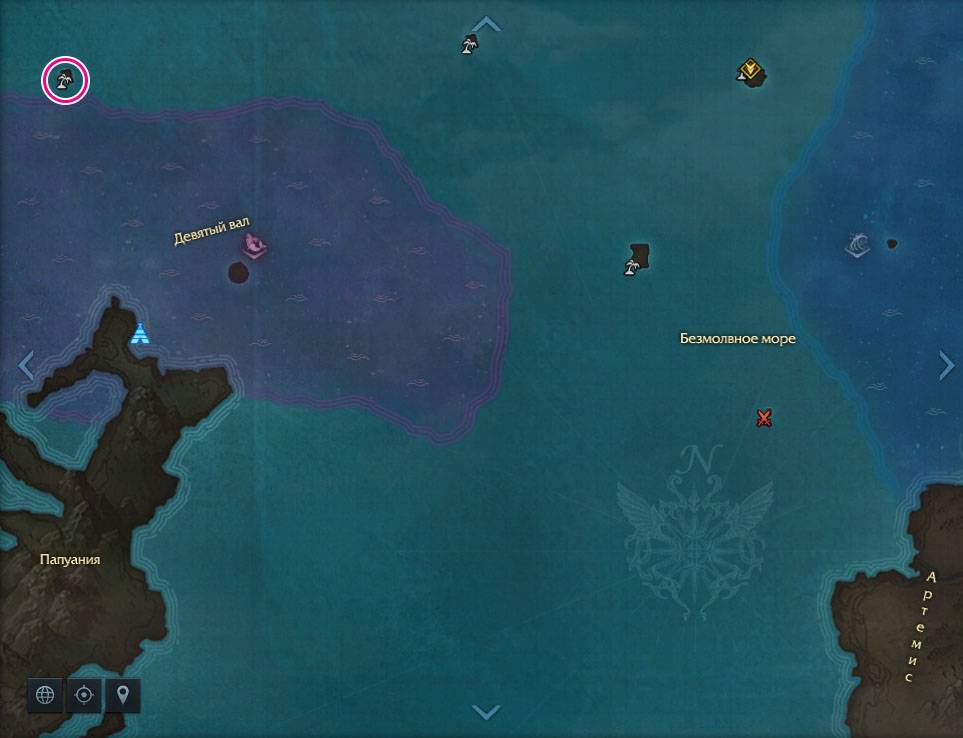 Девятый вал
Безмолвное море
N
Папуания
Артемис